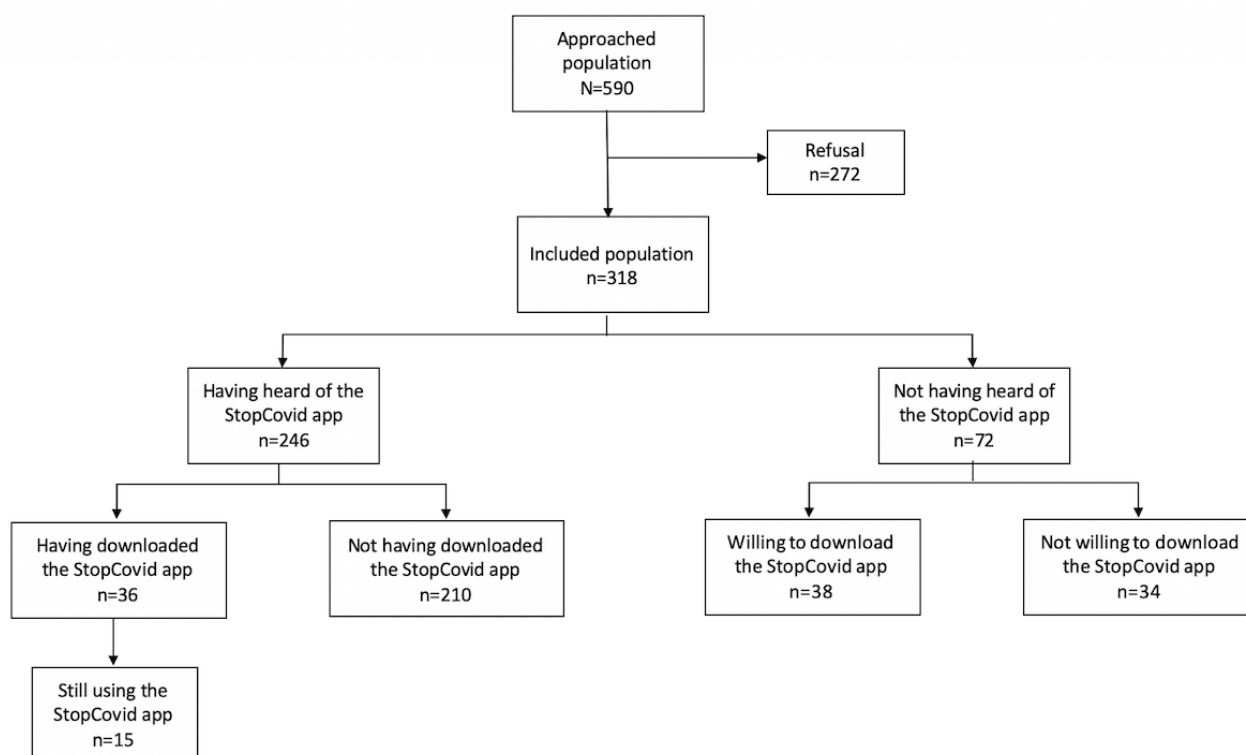 Approached
population
N=590
Refusal
n=272
Included population
n=318
Having heard of the
StopCovid app
n=246
Not having heard of
the StopCovid app
n=72
Having downloaded
the StopCovid app
n=36
Not having downloaded
the StopCovid app
n=210
Willing to download
the StopCovid app
n=38
Not willing to download
the StopCovid app
n=34
Still using the
StopCovid app
n=15